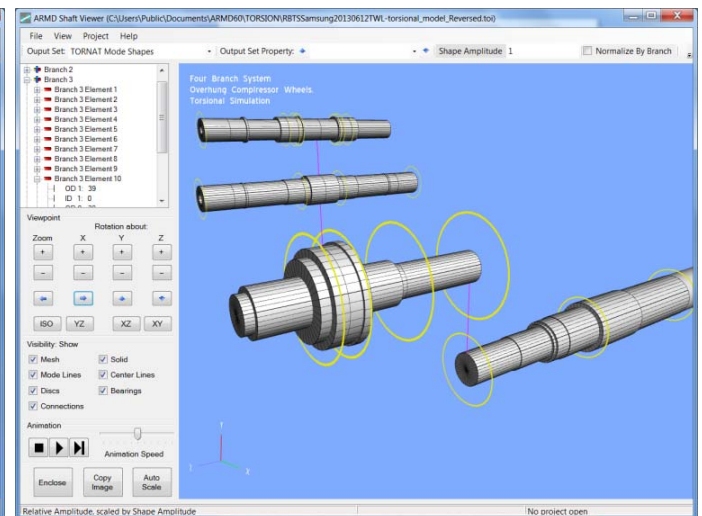 ARMD Shaft Viewer (C:\Users\Public\Documents\ARMD60\TORSION\RBTSSamsung20130612TWL-torsional_model_Reversed.toi)
File View Project Help
Ouput Set: TORNAT Mode Shapes Output Set Property: Shape Amplitude 1 Normalize By Branch
Branch 2
Branch 3
Branch 3 Element 1
Branch 3 Element 2
Branch 3 Element 3
Branch 3 Element 4
Branch 3 Element 5
Branch 3 Element 6
Branch 3 Element 7
Branch 3 Element 8
Branch 3 Element 9
Branch 3 Element 10
OD 1: 39
ID 1: 0
Four Branch System
Overhung Complressor Wheels.
Torsional Simulation
Viewpoint
Rotation about:
Zoom X Y Z
+ + + +
- - - -
ISO YZ XZ XY
Visibility: Show
Mesh Solid
Mode Lines Center Lines
Discs Bearings
Connections
Animation
Animation Speed
Enclose Copy Image Auto Scale
Y
Z X
Relative Amplitude, scaled by Shape Amplitude No project open